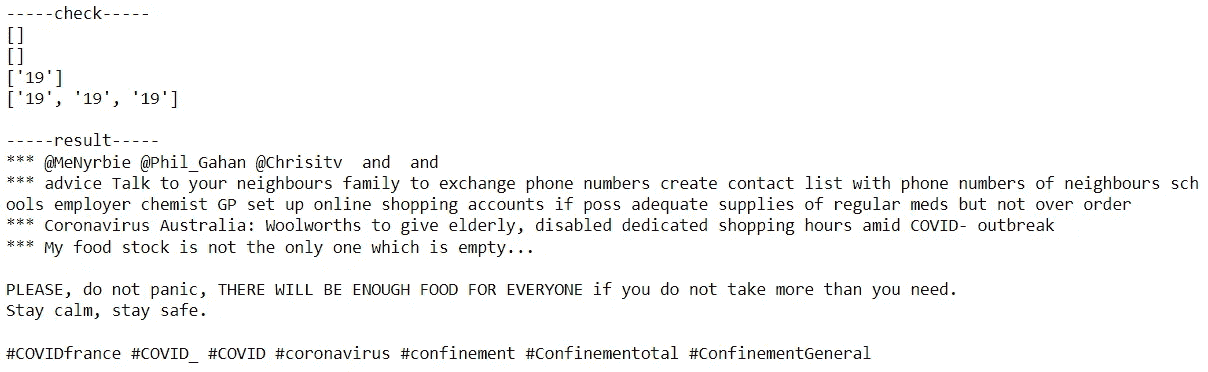 -----check-----
[]
[]
['19']
['19', '19', '19']
-----result-----
*** @MeNyrbie @Phil_Gahan @Chrisitv  and  and
*** advice Talk to your neighbours family to exchange phone numbers create contact list with phone numbers of neighbours sch
ools employer chemist GP set up online shopping accounts if poss adequate supplies of regular meds but not over order
*** Coronavirus Australia: Woolworths to give elderly, disabled dedicated shopping hours amid COVID- outbreak
*** My food stock is not the only one which is empty...
PLEASE, do not panic, THERE WILL BE ENOUGH FOOD FOR EVERYONE if you do not take more than you need.
Stay calm, stay safe.
#COVIDfrance #COVID_ #COVID #coronavirus #confinement #Confinementotal #ConfinementGeneral